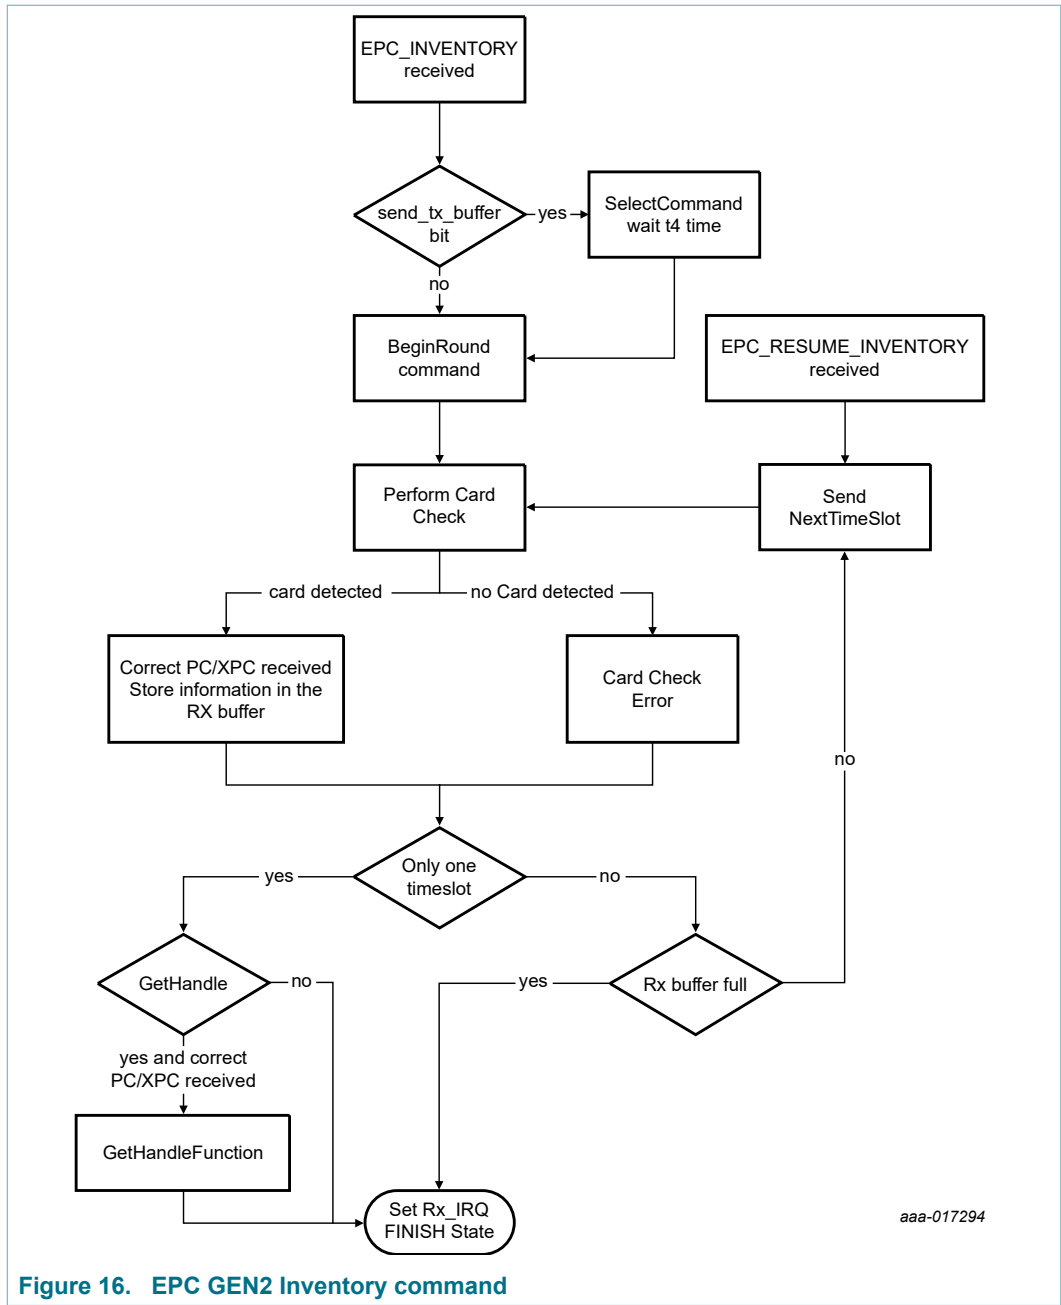 EPC_INVENTORY
received
send_tx_buffer
bit
yes
SelectCommand
wait t4 time
no
BeginRound
command
EPC_RESUME_INVENTORY
received
Perform Card
Check
Send
NextTimeSlot
card detected
no Card detected
Correct PC/XPC received
Store information in the
RX buffer
Card Check
Error
no
Only one
timeslot
yes
no
GetHandle
no
yes
Rx buffer full
yes and correct
PC/XPC received
GetHandleFunction
Set Rx_IRQ
FINISH State
aaa-017294
Figure 16. EPC GEN2 Inventory command